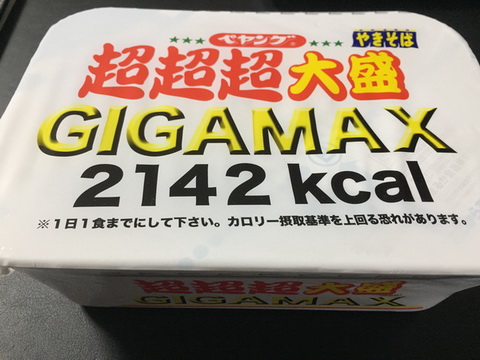 ペヤング®
やきそば
超超超大盛
GIGAMAX
2142 kcal
※1日1食までにして下さい。カロリー摂取基準を上回る恐れがあります。
超超超大盛
GIGAMAX